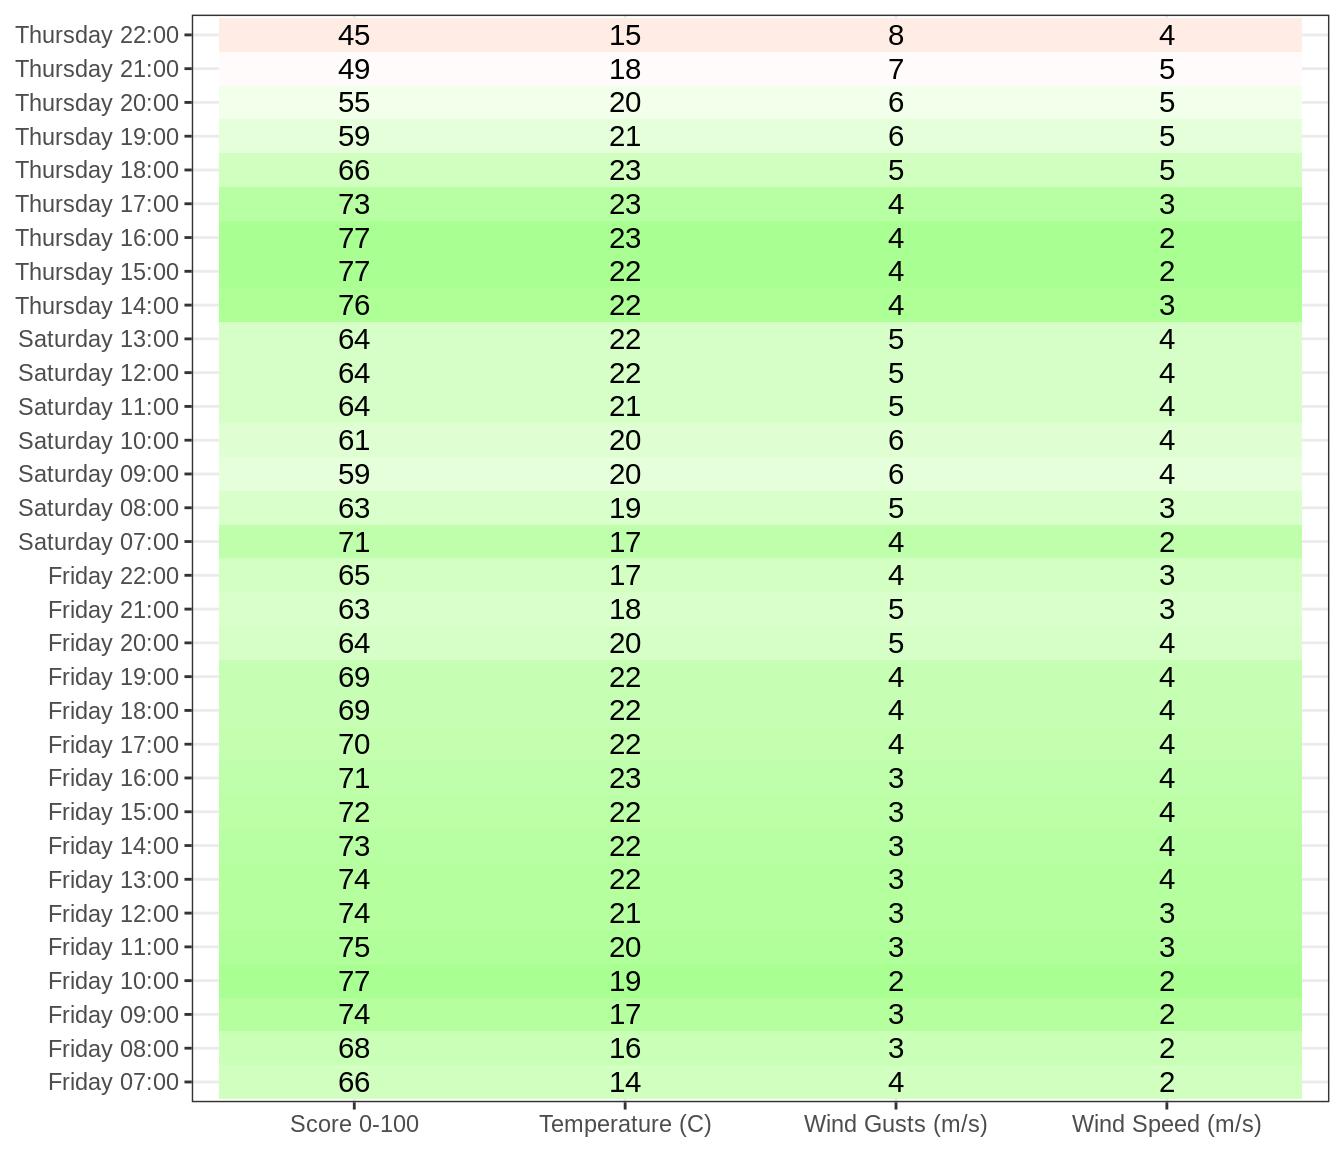 Thursday 22:00 45 15 8 4
Thursday 21:00 49 18 7 5
Thursday 20:00 55 20 6 5
Thursday 19:00 59 21 6 5
Thursday 18:00 66 23 5 5
Thursday 17:00 73 23 4 3
Thursday 16:00 77 23 4 2
Thursday 15:00 77 22 4 2
Thursday 14:00 76 22 4 3
Saturday 13:00 64 22 5 4
Saturday 12:00 64 22 5 4
Saturday 11:00 64 21 5 4
Saturday 10:00 61 20 6 4
Saturday 09:00 59 20 6 4
Saturday 08:00 63 19 5 3
Saturday 07:00 71 17 4 2
Friday 22:00 65 17 4 3
Friday 21:00 63 18 5 3
Friday 20:00 64 20 5 4
Friday 19:00 69 22 4 4
Friday 18:00 69 22 4 4
Friday 17:00 70 22 4 4
Friday 16:00 71 23 3 4
Friday 15:00 72 22 3 4
Friday 14:00 73 22 3 4
Friday 13:00 74 22 3 4
Friday 12:00 74 21 3 3
Friday 11:00 75 20 3 3
Friday 10:00 77 19 2 2
Friday 09:00 74 17 3 2
Friday 08:00 68 16 3 2
Friday 07:00 66 14 4 2
Score 0-100 Temperature (C) Wind Gusts (m/s) Wind Speed (m/s)